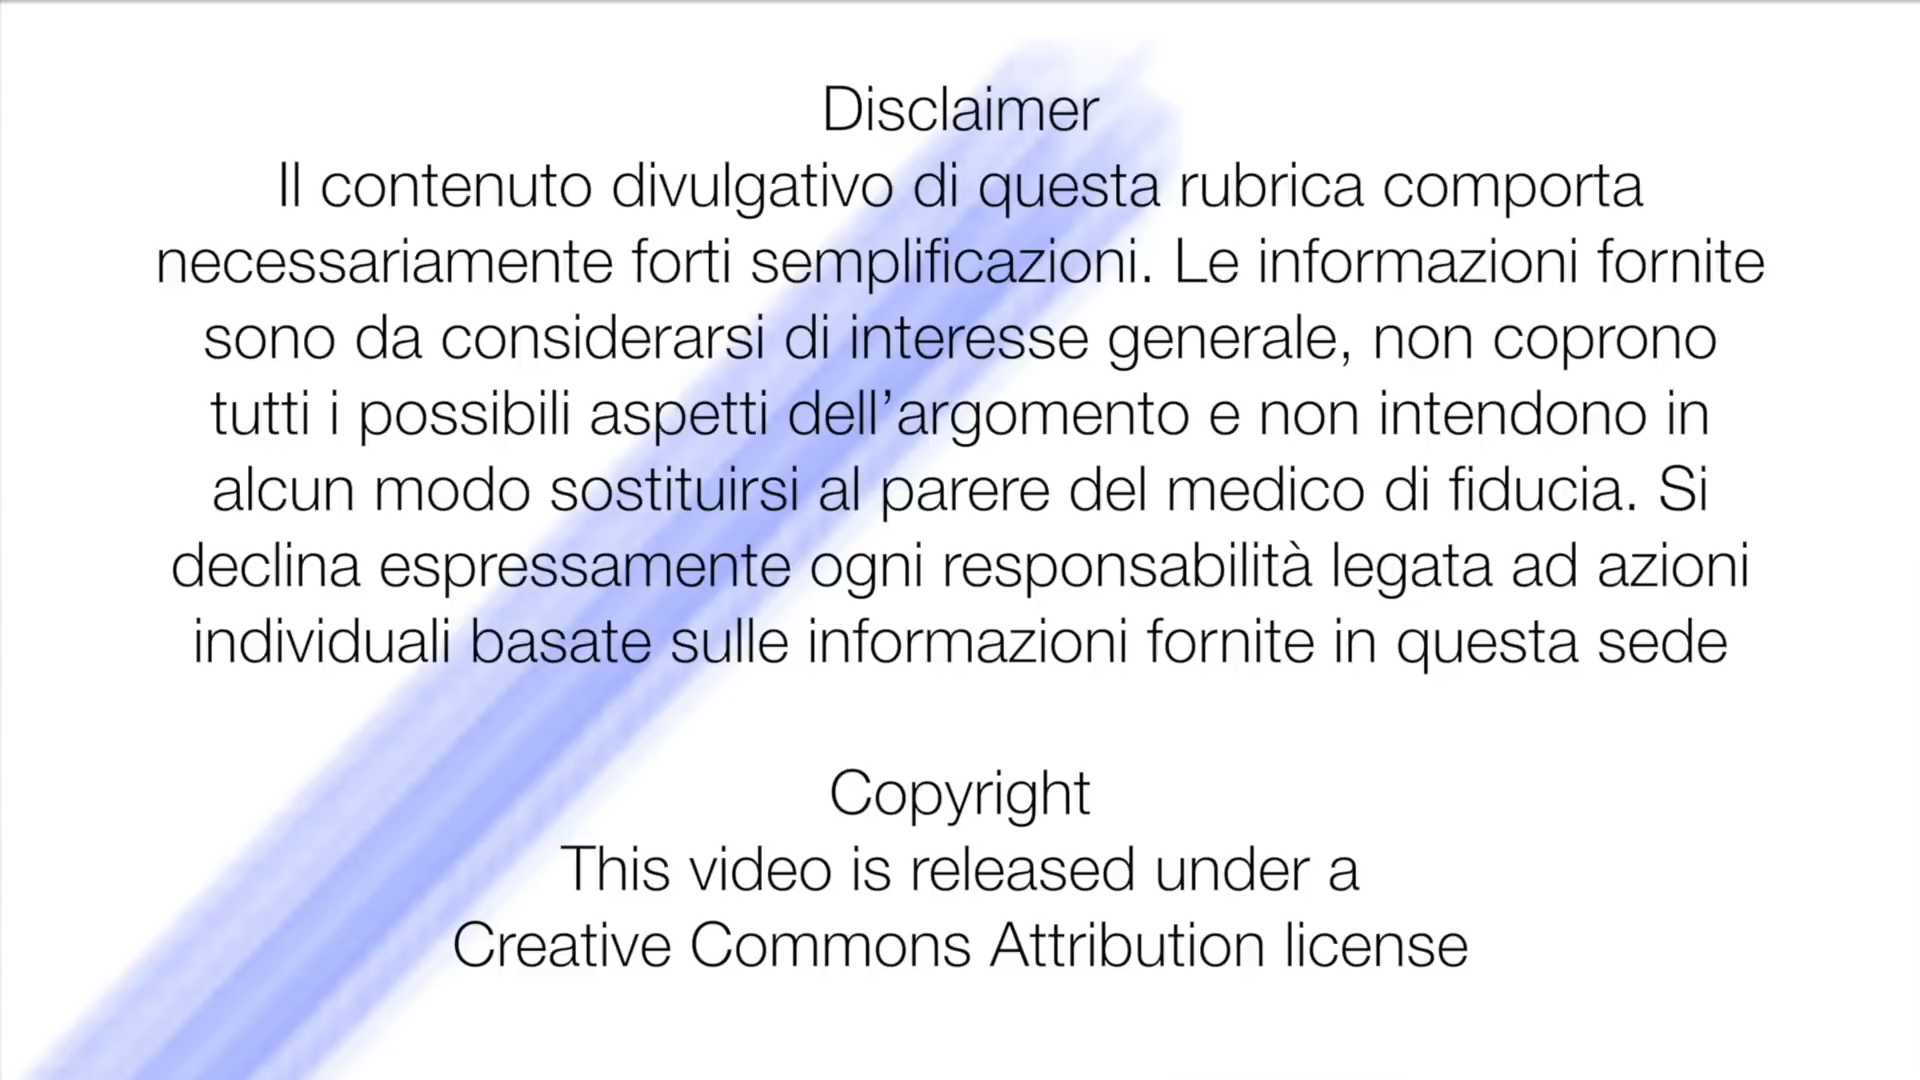 Disclaimer
Il contenuto divulgativo di questa rubrica comporta
necessariamente forti semplificazioni. Le informazioni fornite
sono da considerarsi di interesse generale, non coprono
tutti i possibili aspetti dell’argomento e non intendono in
alcun modo sostituirsi al parere del medico di fiducia. Si
declina espressamente ogni responsabilità legata ad azioni
individuali basate sulle informazioni fornite in questa sede
Copyright
This video is released under a
Creative Commons Attribution license